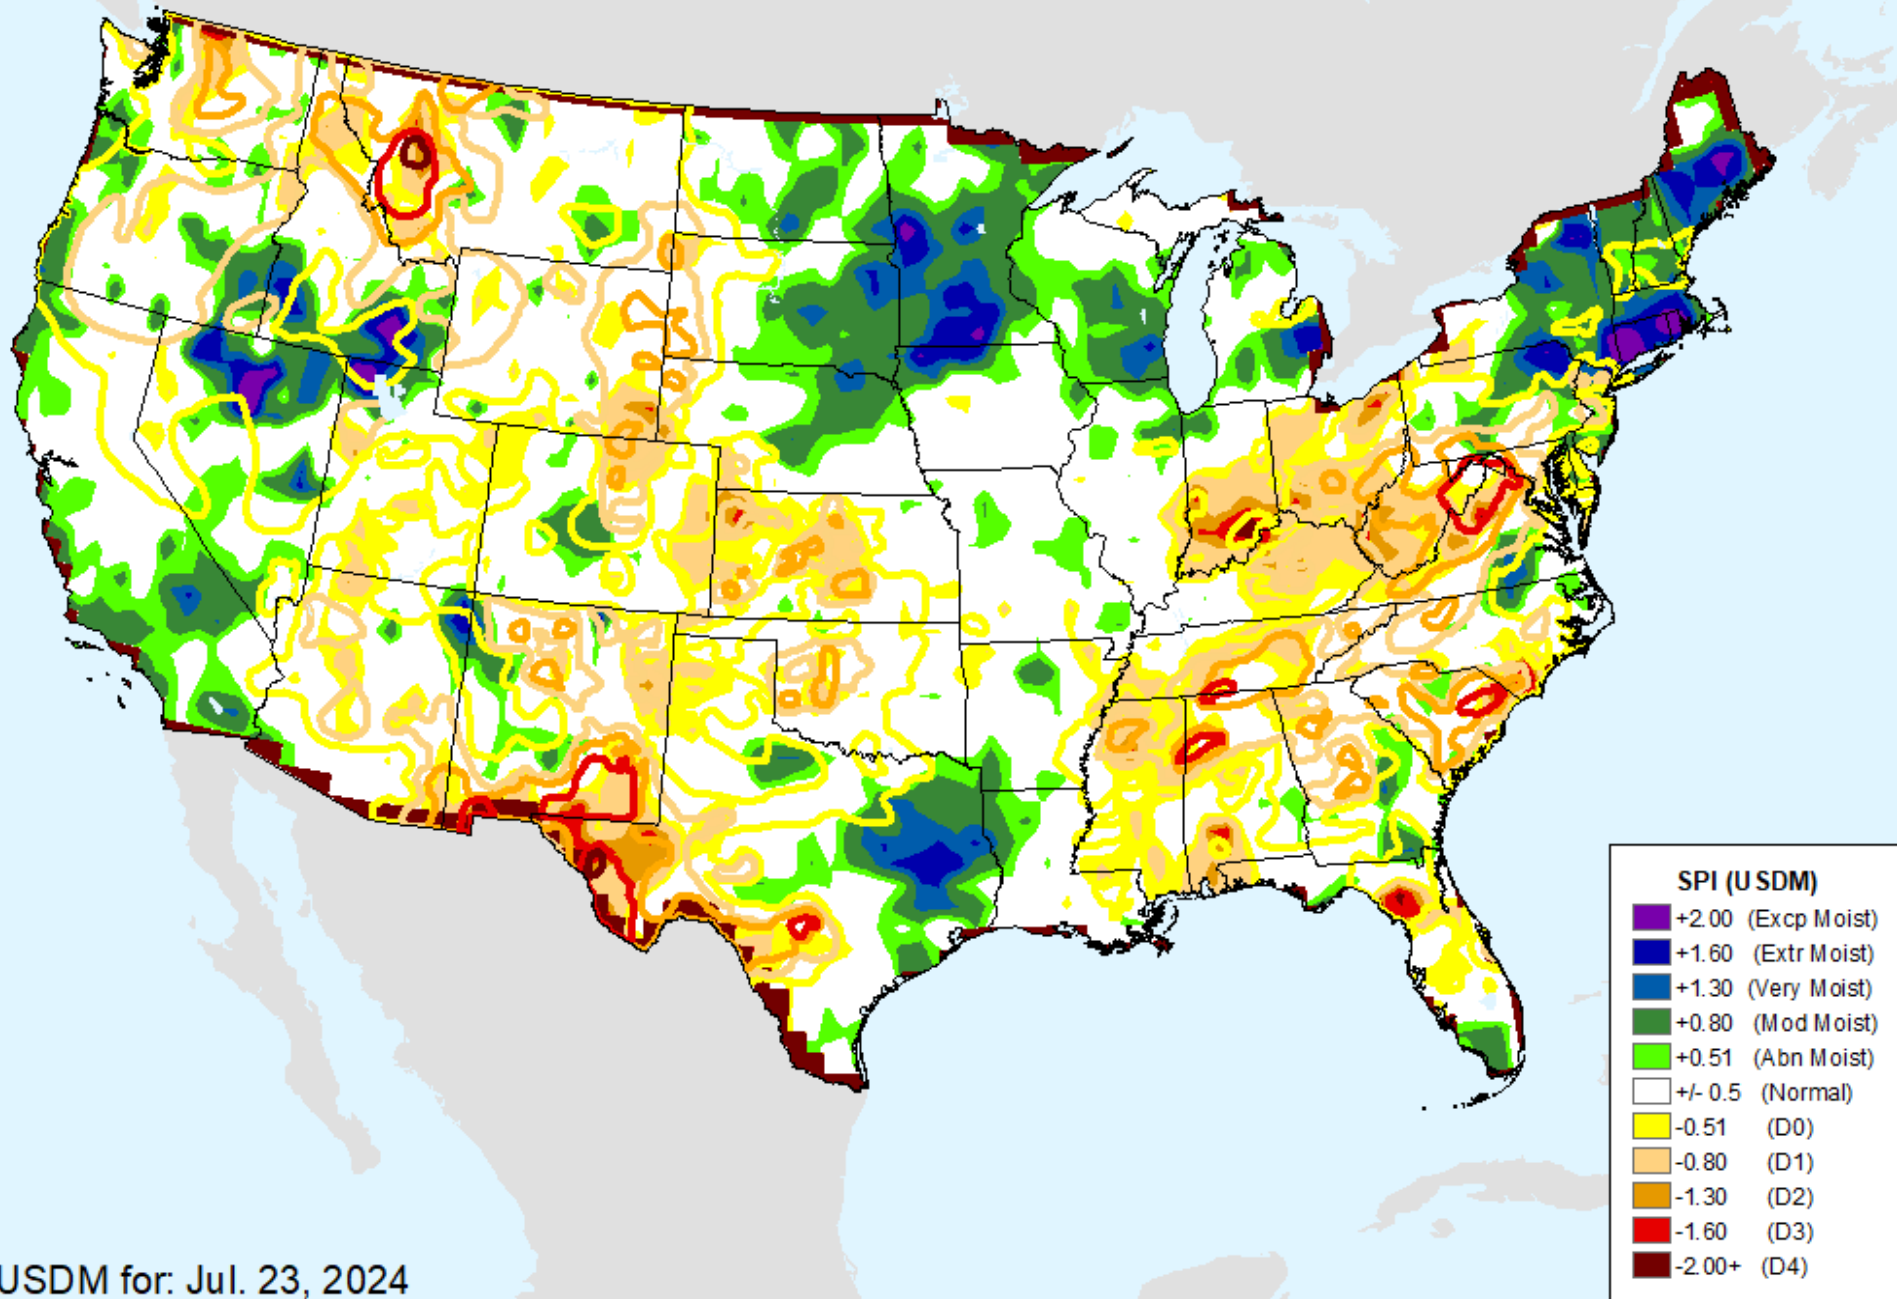 SPI (USDM)
+2.00 (Excp Moist)
+1.60 (Extr Moist)
+1.30 (Very Moist)
+0.80 (Mod Moist)
+0.51 (Abn Moist)
+/- 0.5 (Normal)
-0.51 (D0)
-0.80 (D1)
-1.30 (D2)
-1.60 (D3)
-2.00+ (D4)
USDM for: Jul. 23, 2024